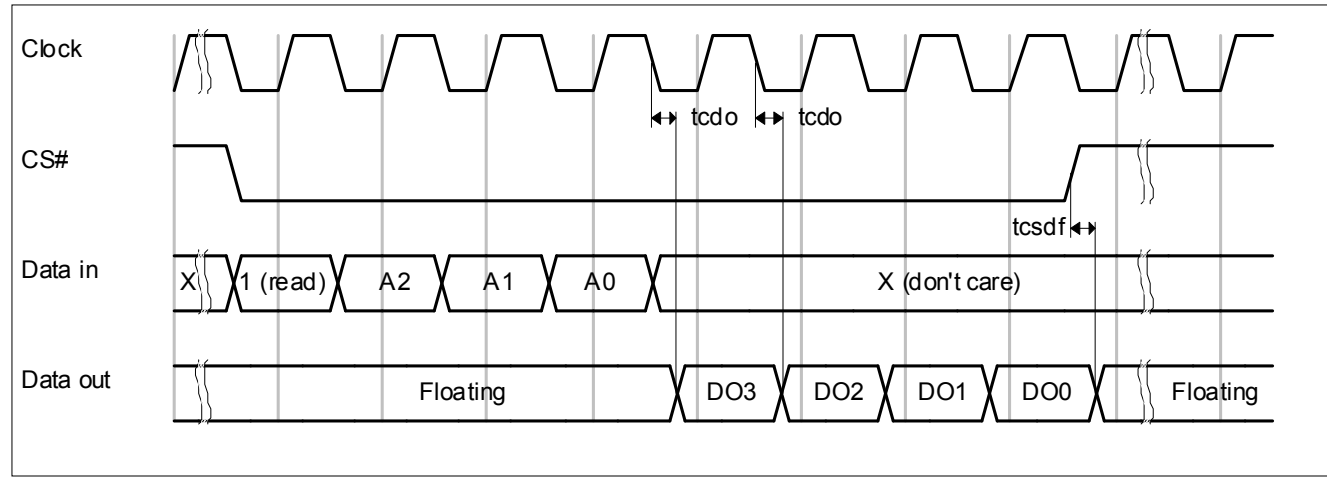 Clock
tcdo tcdo
CS#
tcsdf
Data in X 1 (read) A2 A1 A0 X (don't care)
Data out Floating DO3 DO2 DO1 DO0 Floating